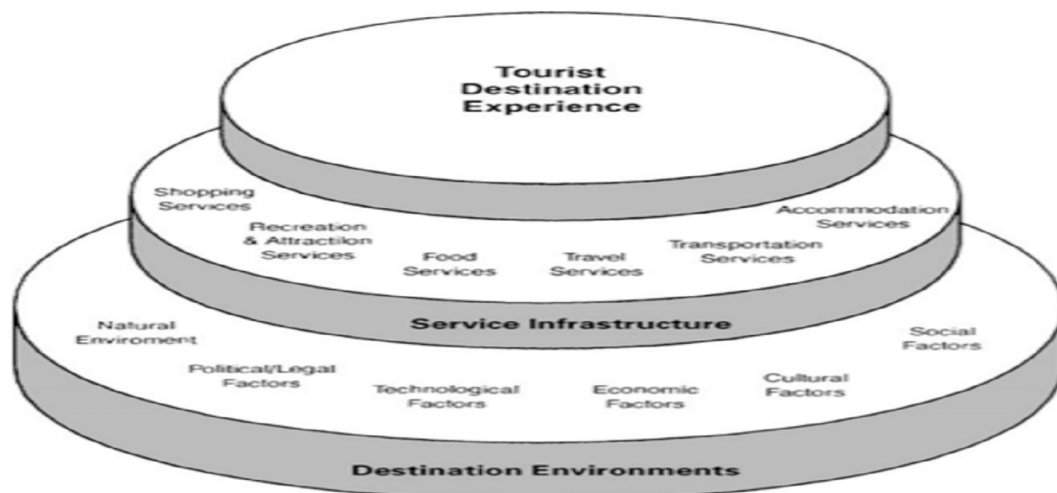 Tourist
Destination
Experience
Shopping
Services
Recreation
& Attractilon
Services
Food
Services
Travel
Services
Transportation
Services
Accommodation
Services
Service Infrastructure
Natural
Enviroment
Political/Legal
Factors
Technological
Factors
Economic
Factors
Cultural
Factors
Social
Factors
Destination Environments